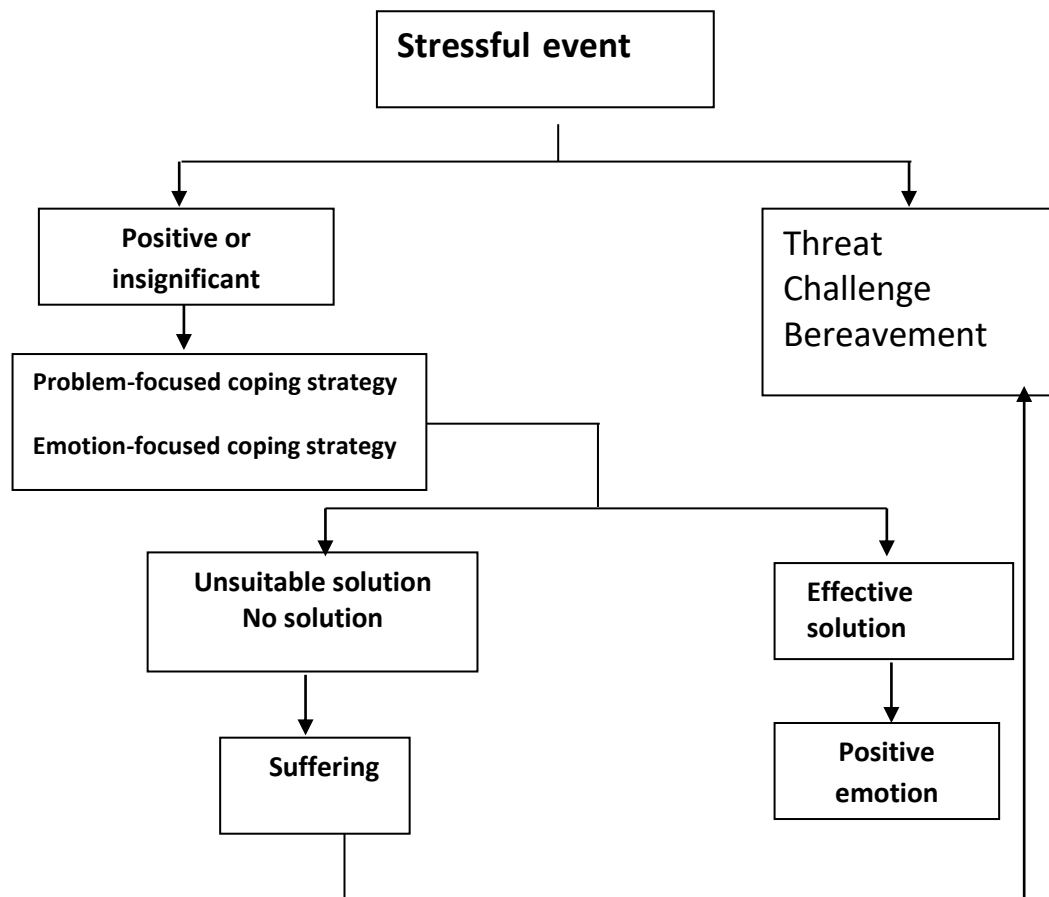 Stressful event
Positive or
insignificant
Threat
Challenge
Bereavement
Problem-focused coping strategy
Emotion-focused coping strategy
Unsuitable solution
No solution
Effective
solution
Suffering
Positive
emotion